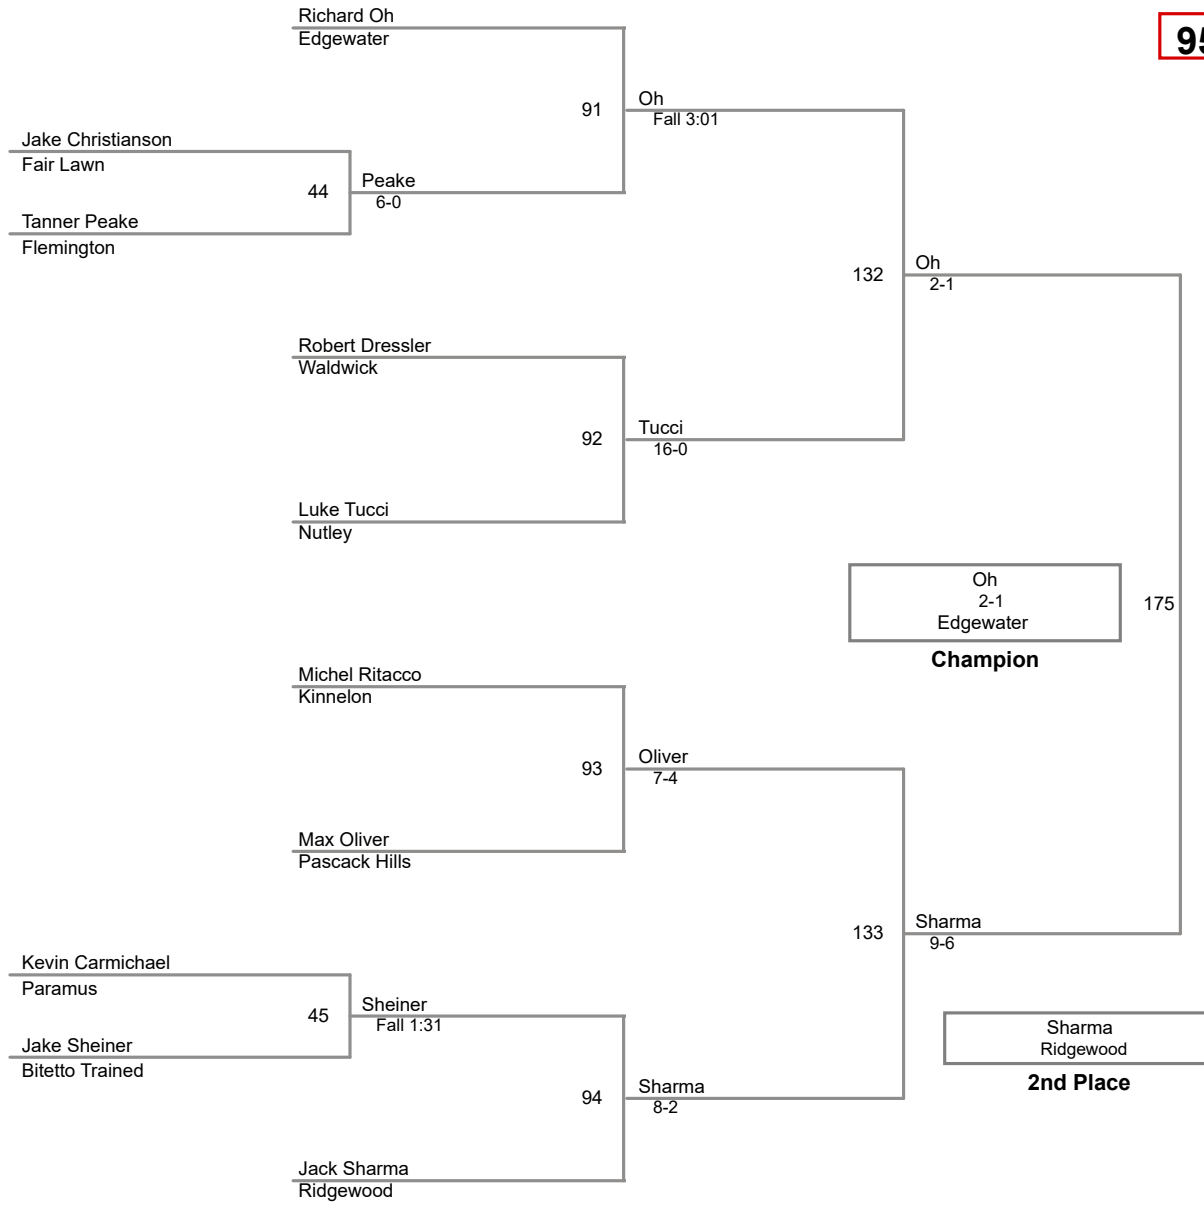 Richard Oh
Edgewater
95
91
Oh
Fall 3:01
Jake Christianson
Fair Lawn
44
Peake
6-0
Tanner Peake
Flemington
132
Oh
2-1
Robert Dressler
Waldwick
92
Tucci
16-0
Luke Tucci
Nutley
Oh
2-1
Edgewater
175
Champion
Michel Ritacco
Kinnelon
93
Oliver
7-4
Max Oliver
Pascack Hills
133
Sharma
9-6
Kevin Carmichael
Paramus
45
Sheiner
Fall 1:31
Jake Sheiner
Bitetto Trained
Sharma
Ridgewood
2nd Place
94
Sharma
8-2
Jack Sharma
Ridgewood